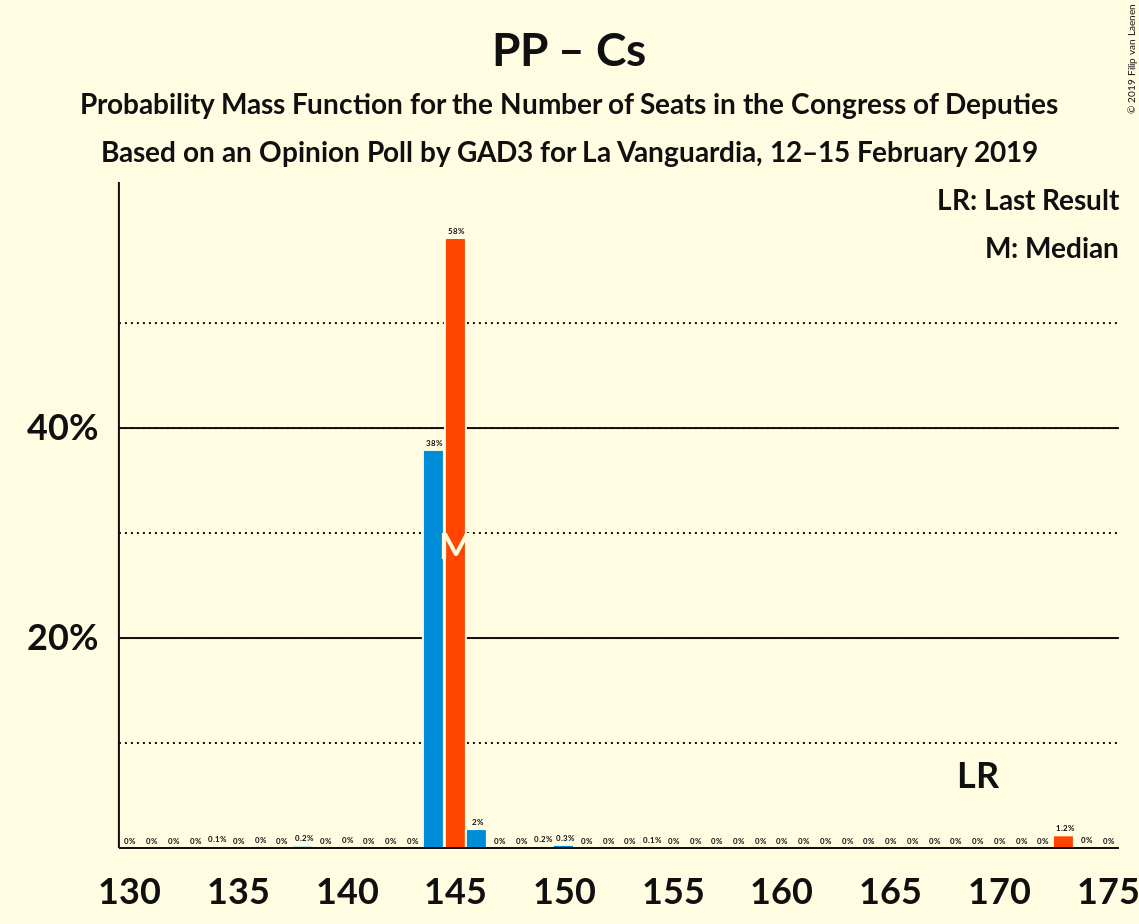 PP – Cs
Probability Mass Function for the Number of Seats in the Congress of Deputies
Based on an Opinion Poll by GAD3 for La Vanguardia, 12–15 February 2019
© 2019 Filip van Laenen
LR: Last Result
M: Median
58%
40%
38%
M
20%
LR
0% 0% 0% 0% 0.1% 0% 0% 0% 0.2% 0% 0% 0% 0% 0% 2% 0% 0% 0.2% 0.3% 0% 0% 0% 0.1% 0% 0% 0% 0% 0% 0% 0% 0% 0% 0% 0% 0% 0% 0% 0% 0% 0% 0% 1.2% 0% 0%
130 135 140 145 150 155 160 165 170 175